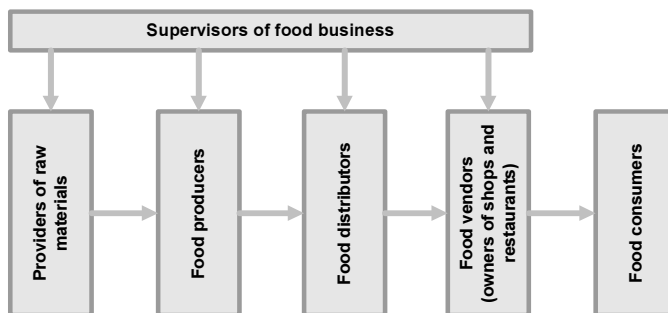 Supervisors of food business
Providers of raw
materials
Food producers
Food distributors
Food vendors
(owners of shops and
restaurants)
Food consumers